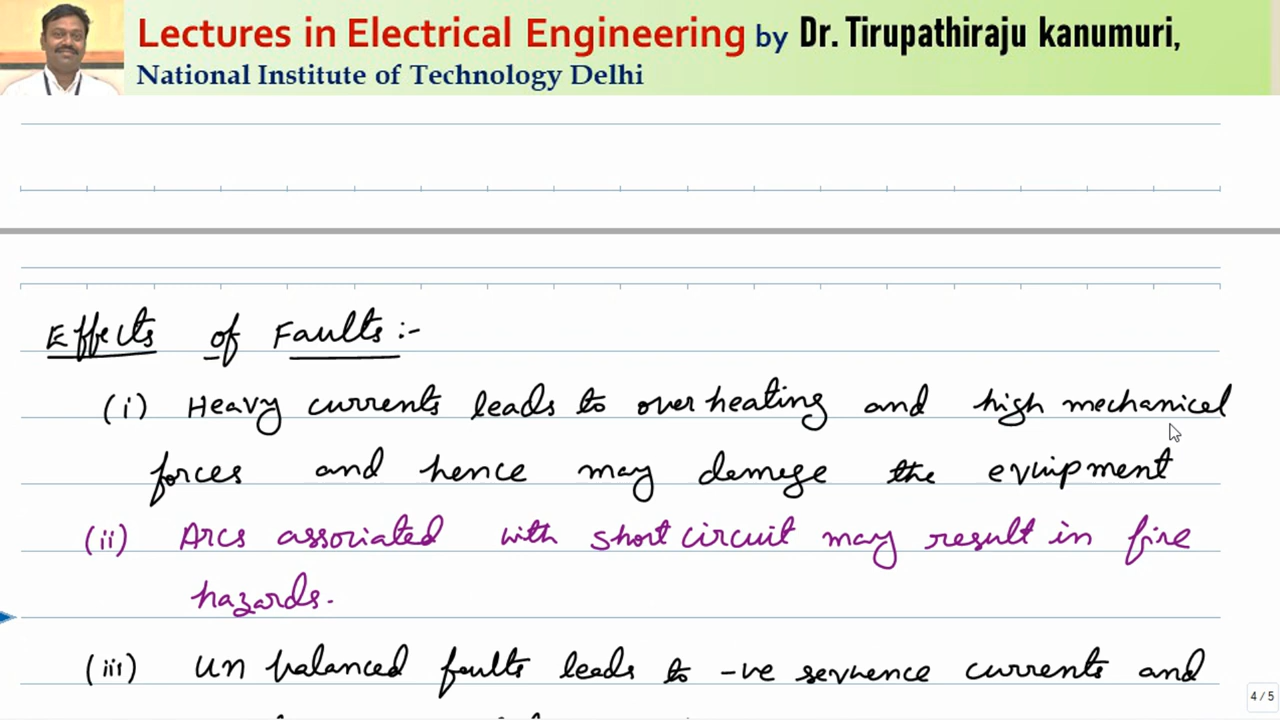 Lectures in Electrical Engineering by Dr. Tirupathiraju kanumuri,
National Institute of Technology Delhi
Effects of Faults :-
(i) Heavy currents leads to over heating and high mechanical
forces and hence may damage the equipment
(ii) Arcs associated with short circuit may result in fire
hazards.
(iii) Un balanced faults leads to -ve sequence currents and
4 / 5